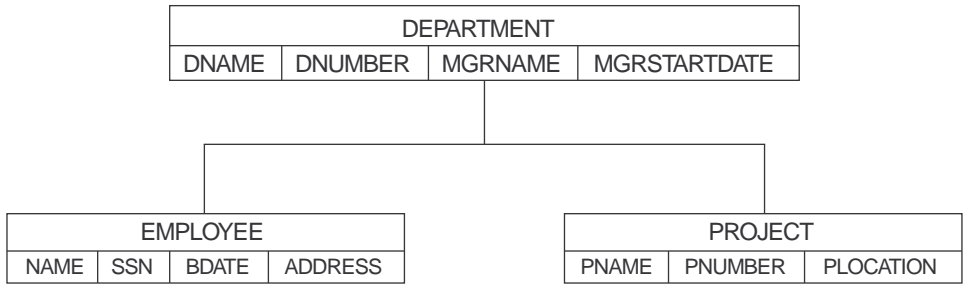 DEPARTMENT
DNAME DNUMBER MGRNAME MGRSTARTDATE
EMPLOYEE
NAME SSN BDATE ADDRESS
PROJECT
PNAME PNUMBER PLOCATION